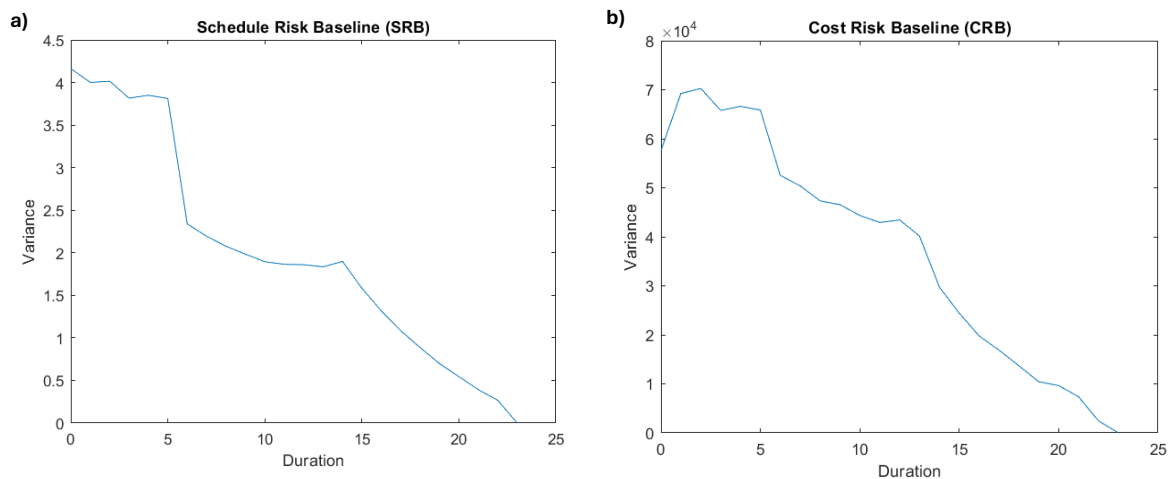 a)
Schedule Risk Baseline (SRB)
4.5
4
3.5
3
2.5
2
1.5
1
0.5
0
Variance
0 5 10 15 20 25
Duration
b)
Cost Risk Baseline (CRB)
×10⁴
8
7
6
5
4
3
2
1
0
Variance
0 5 10 15 20 25
Duration